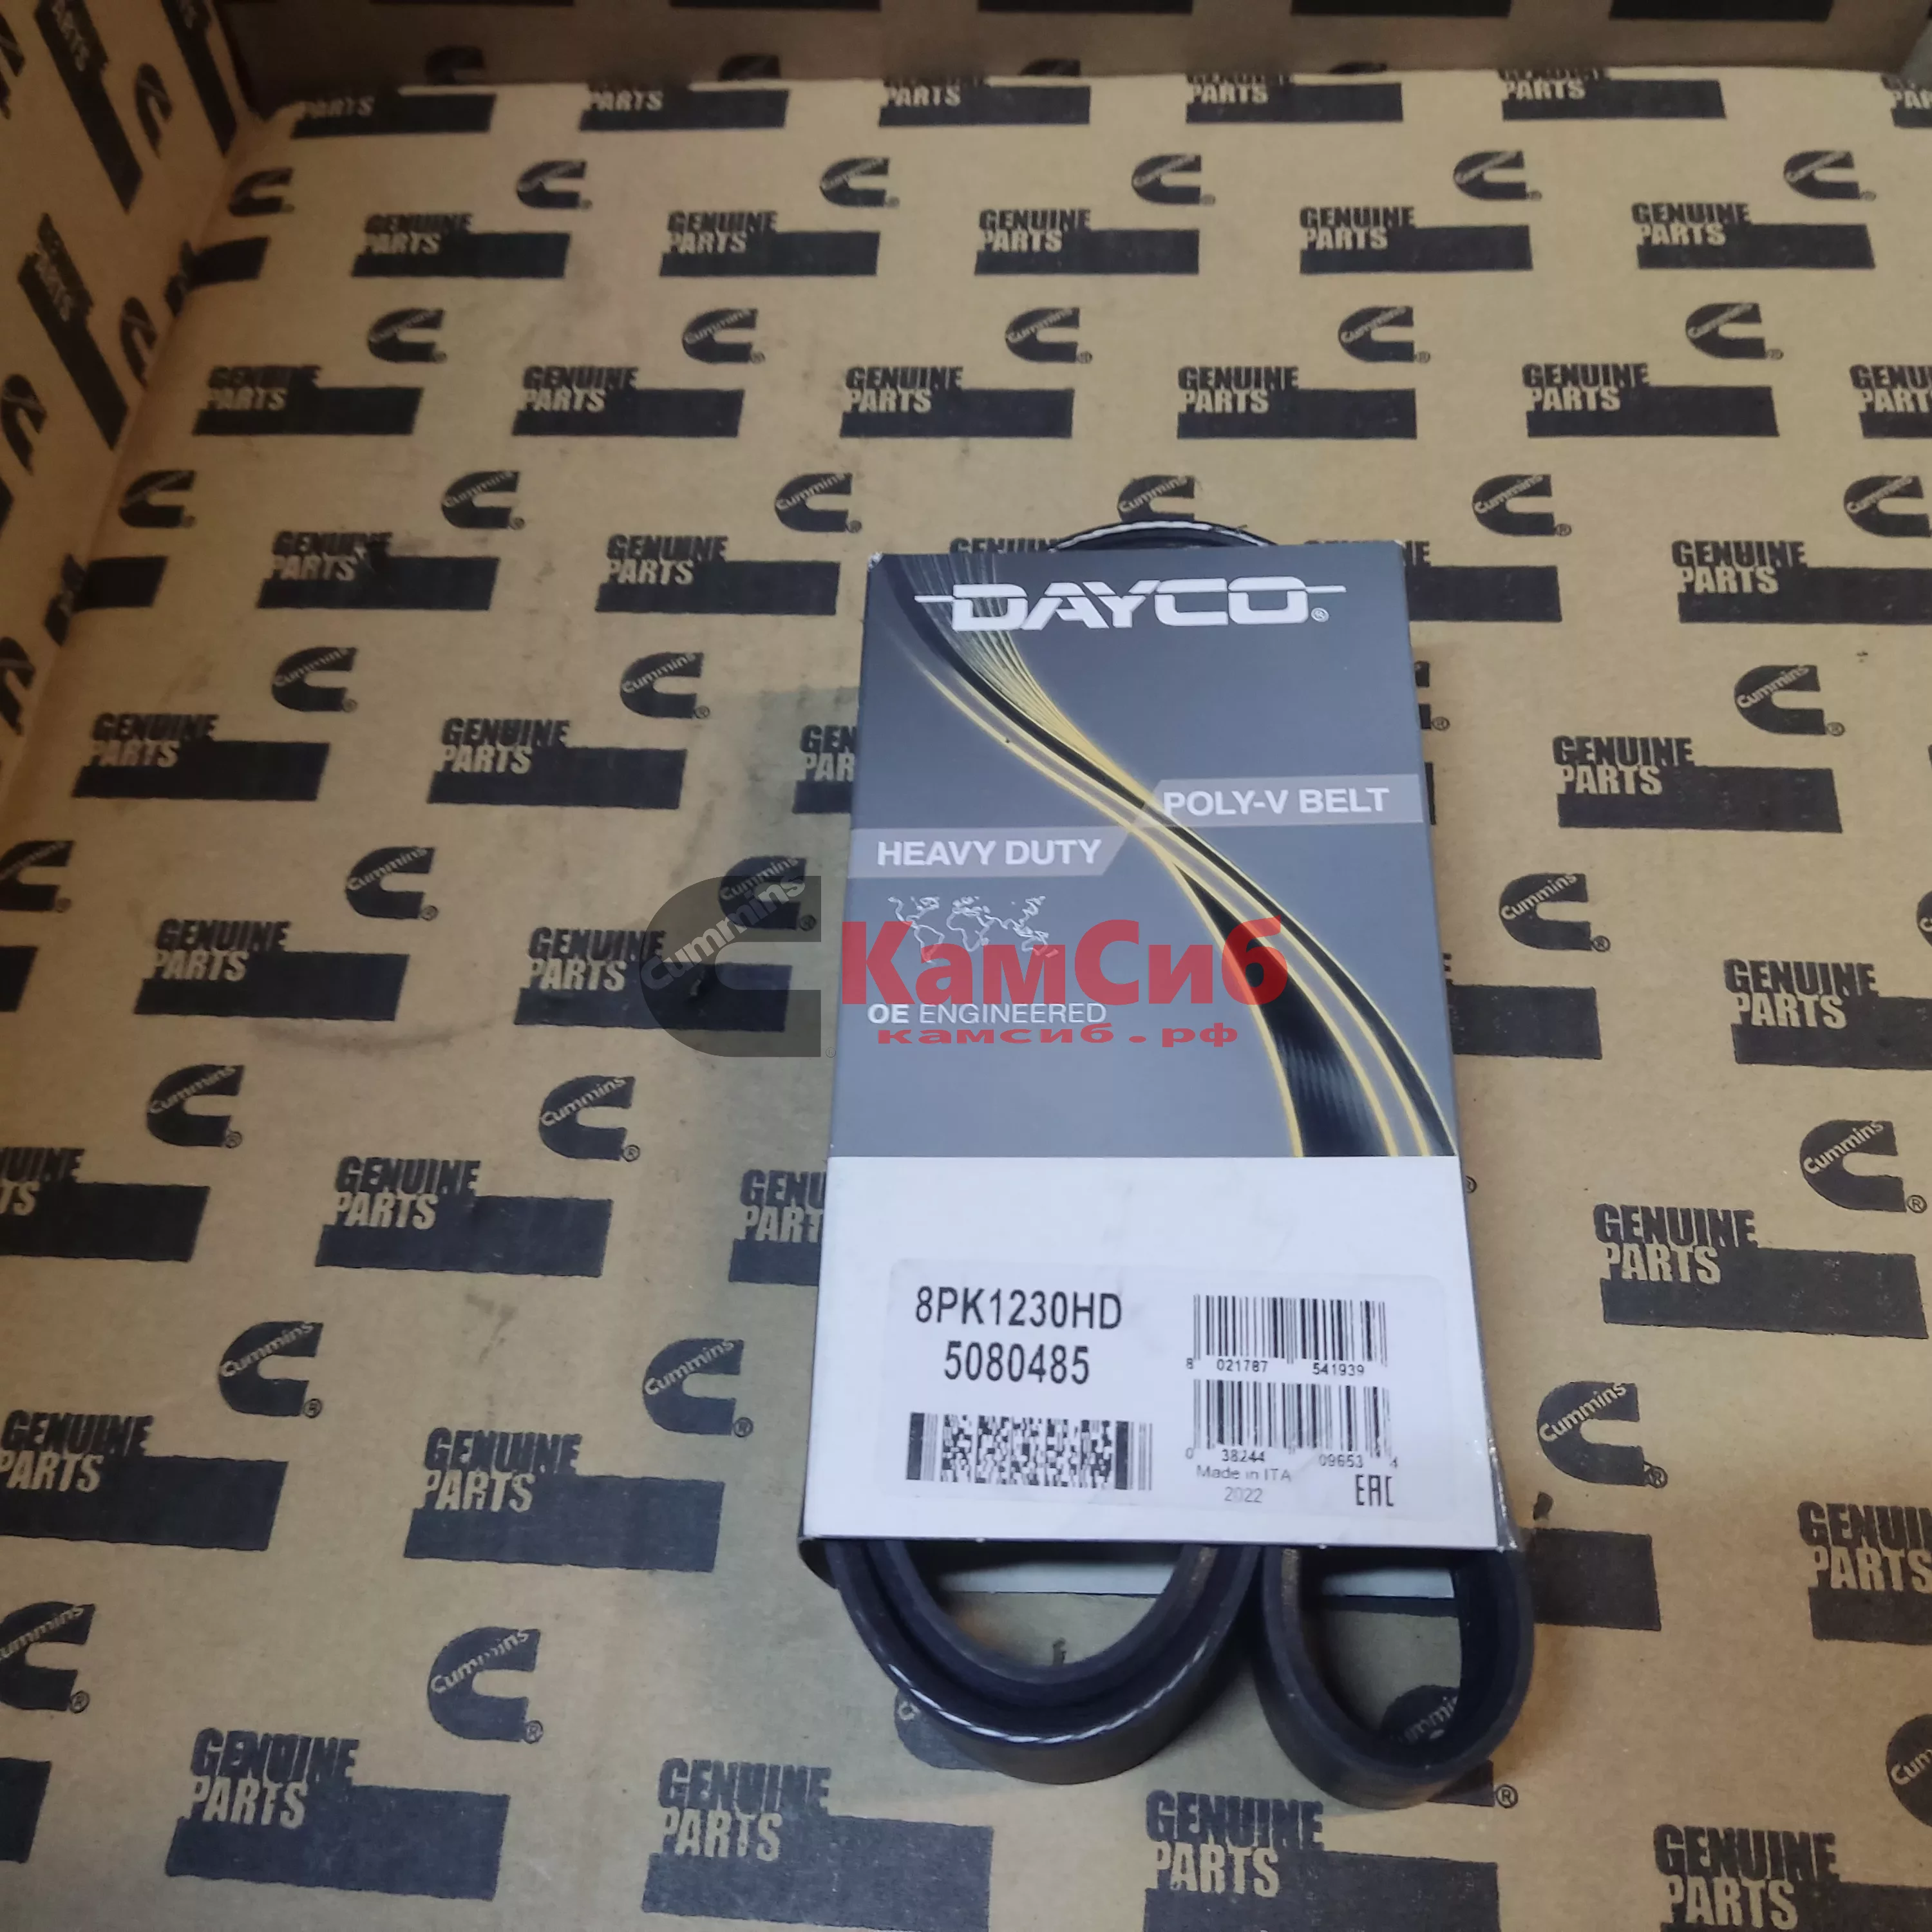 DAYCO®
POLY-V BELT
HEAVY DUTY
КамСиб
OE ENGINEERED
камсиб.рф
Cummins
GENUINE
PARTS
8PK1230HD
5080485
8 021787 541939
0 38244 09653
Made in ITA
2022
EAC